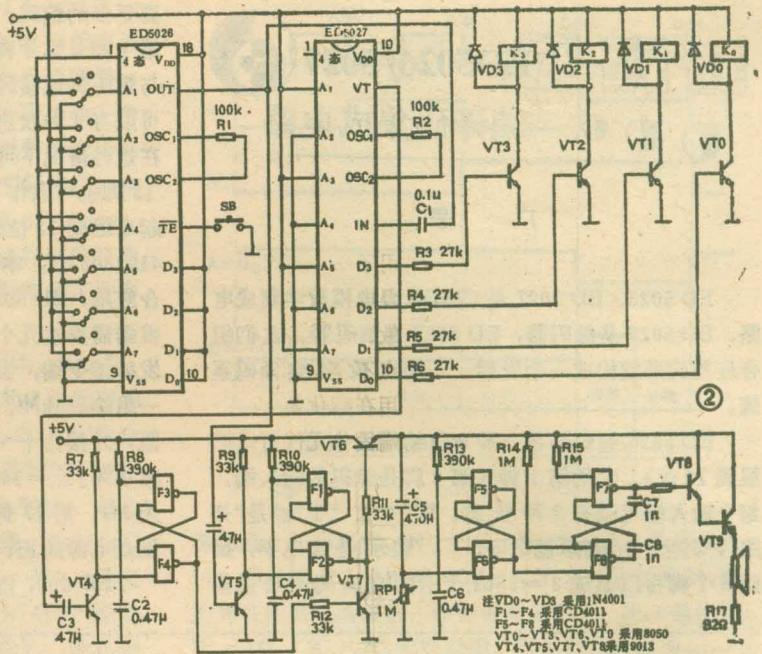 +5V
ED5026
18
4态
VDD
A1
OUT
A2
OSC1
A3
OSC2
A4
TE
A5
D3
A6
D2
A7
D1
9
VSS
D0
10
100k
R1
SB
ED5027
1
10
4态
VDD
A1
VT
A2
OSC1
A3
OSC2
A4
IN
A5
D3
A6
D2
A7
9
VSS
D0
10
100k
R2
0.1u
C1
R3 27k
R4 27k
R5 27k
R6 27k
VD3
K3
VD2
K2
VD1
K1
VD0
K0
VT3
VT2
VT1
VT0
②
+5V
R7
33k
R8
390k
F3
F4
VT4
C3
47μ
C2
0.47μ
47μ
R9
33k
R10
390k
VT6
F1
F2
VT5
C4
0.47μ
R11
33k
R12
33k
VT7
C5
470μ
RP1
1M
R13
390k
R14
1M
R15
1M
F5
F6
C6
0.47μ
F7
F8
C7
1n
C8
1n
VT8
VT9
R17
82Ω
注VD0~VD3 采用1N4001
F1~F4 采用CD4011
F5~F8 采用CD4011
VT0~VT3,VT6,VT9 采用8050
VT4,VT5,VT7,VT8采用9013